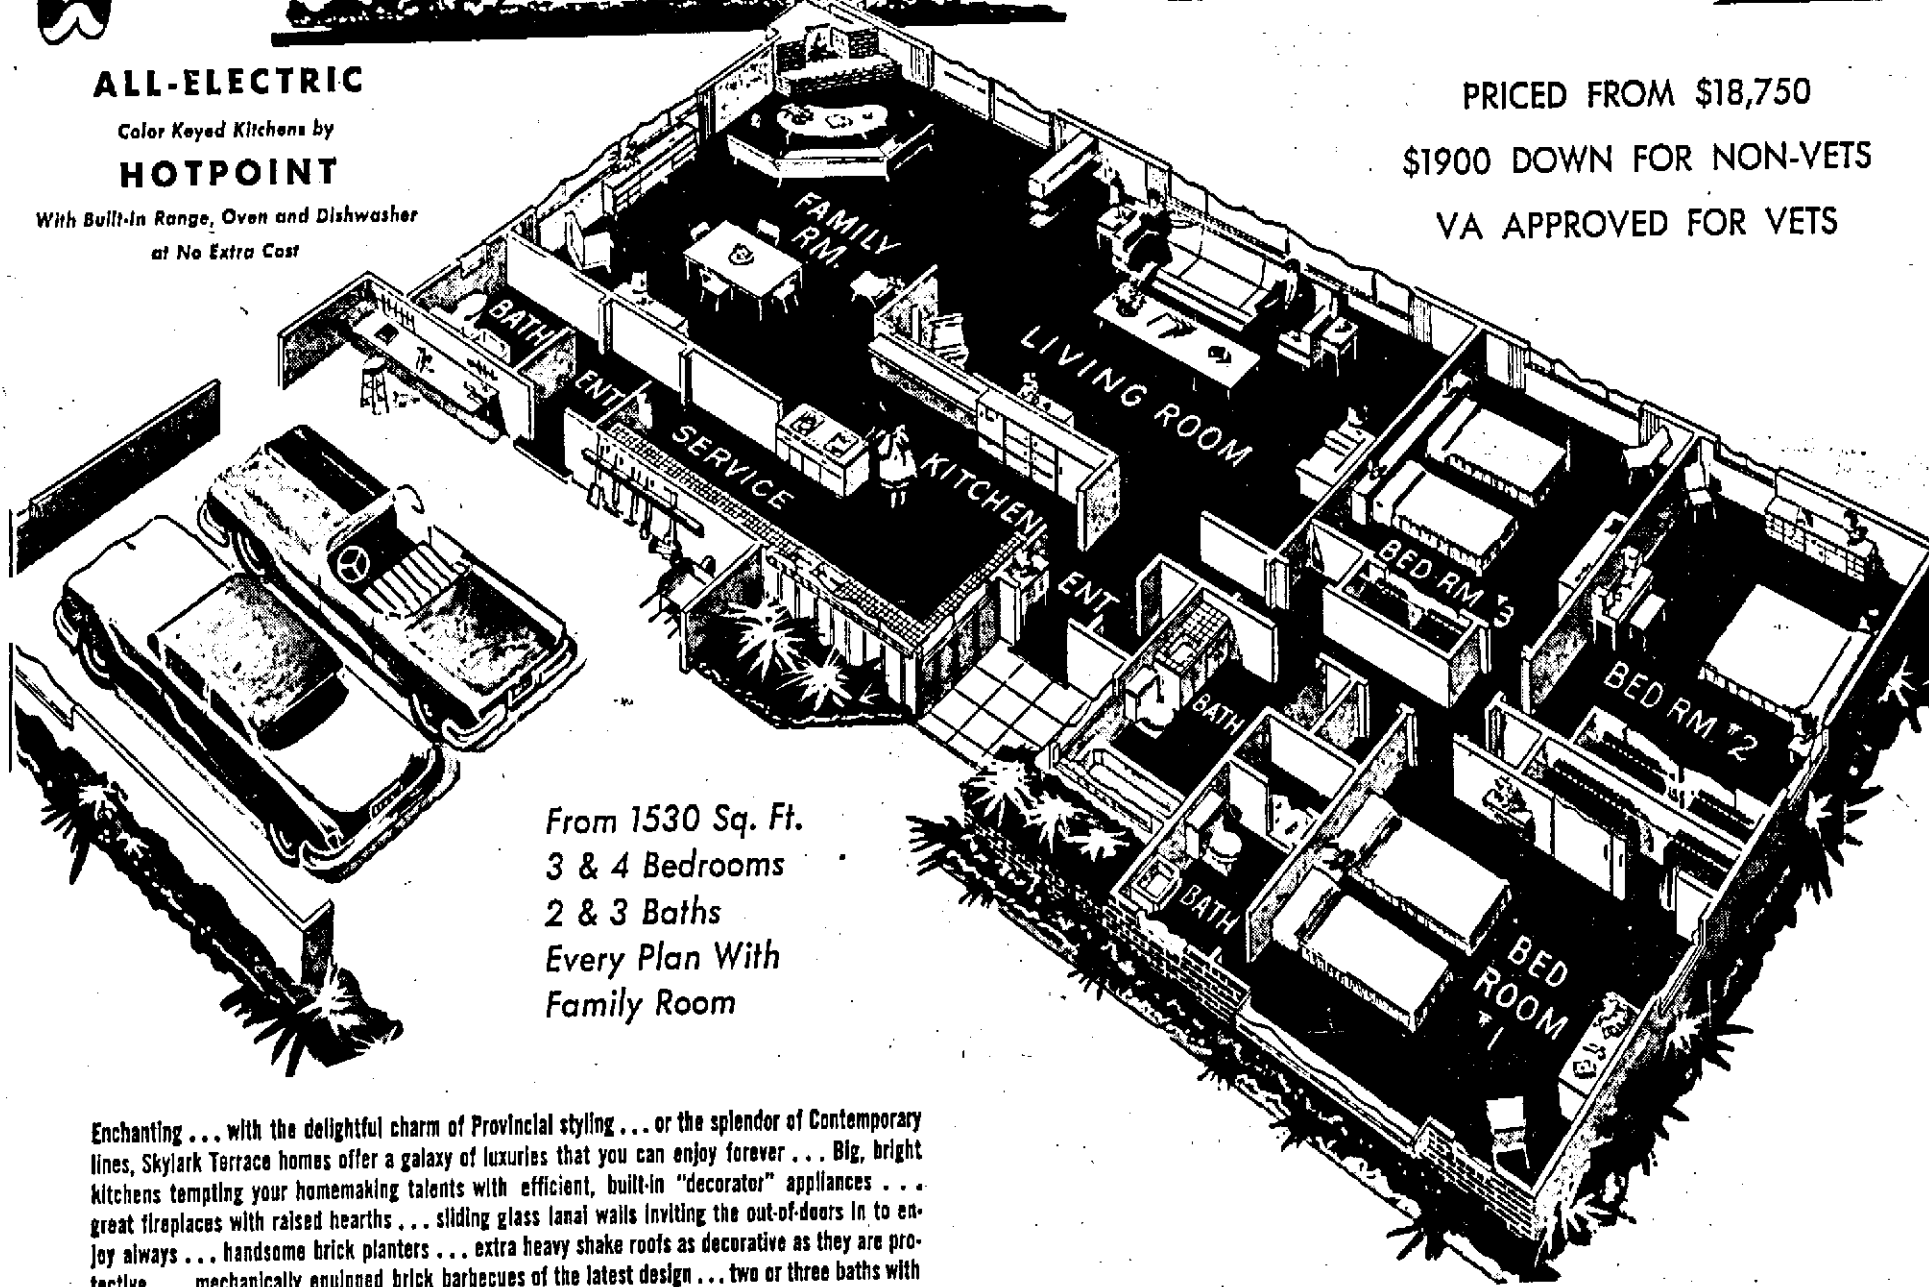 ALL-ELECTRIC
Color Keyed Kitchens by
HOTPOINT
With Built-In Range, Oven and Dishwasher
at No Extra Cost
PRICED FROM $18,750
$1900 DOWN FOR NON-VETS
VA APPROVED FOR VETS
FAMILY
RM.
BATH
ENT.
SERVICE
KITCHEN
LIVING ROOM
ENT.
BED RM #3
BED RM #2
BATH
BATH
BED
ROOM
#1
From 1530 Sq. Ft.
3 & 4 Bedrooms
2 & 3 Baths
Every Plan With
Family Room
Enchanting ... with the delightful charm of Provincial styling ... or the splendor of Contemporary
lines, Skylark Terrace homes offer a galaxy of luxuries that you can enjoy forever ... Big, bright
kitchens tempting your homemaking talents with efficient, built-in "decorator" appliances ...
great fireplaces with raised hearths ... sliding glass lanai walls inviting the out-of-doors in to en-
joy always ... handsome brick planters ... extra heavy shake roofs as decorative as they are pro-
tective ... mechanically equipped brick barbecues of the latest design ... two or three baths with